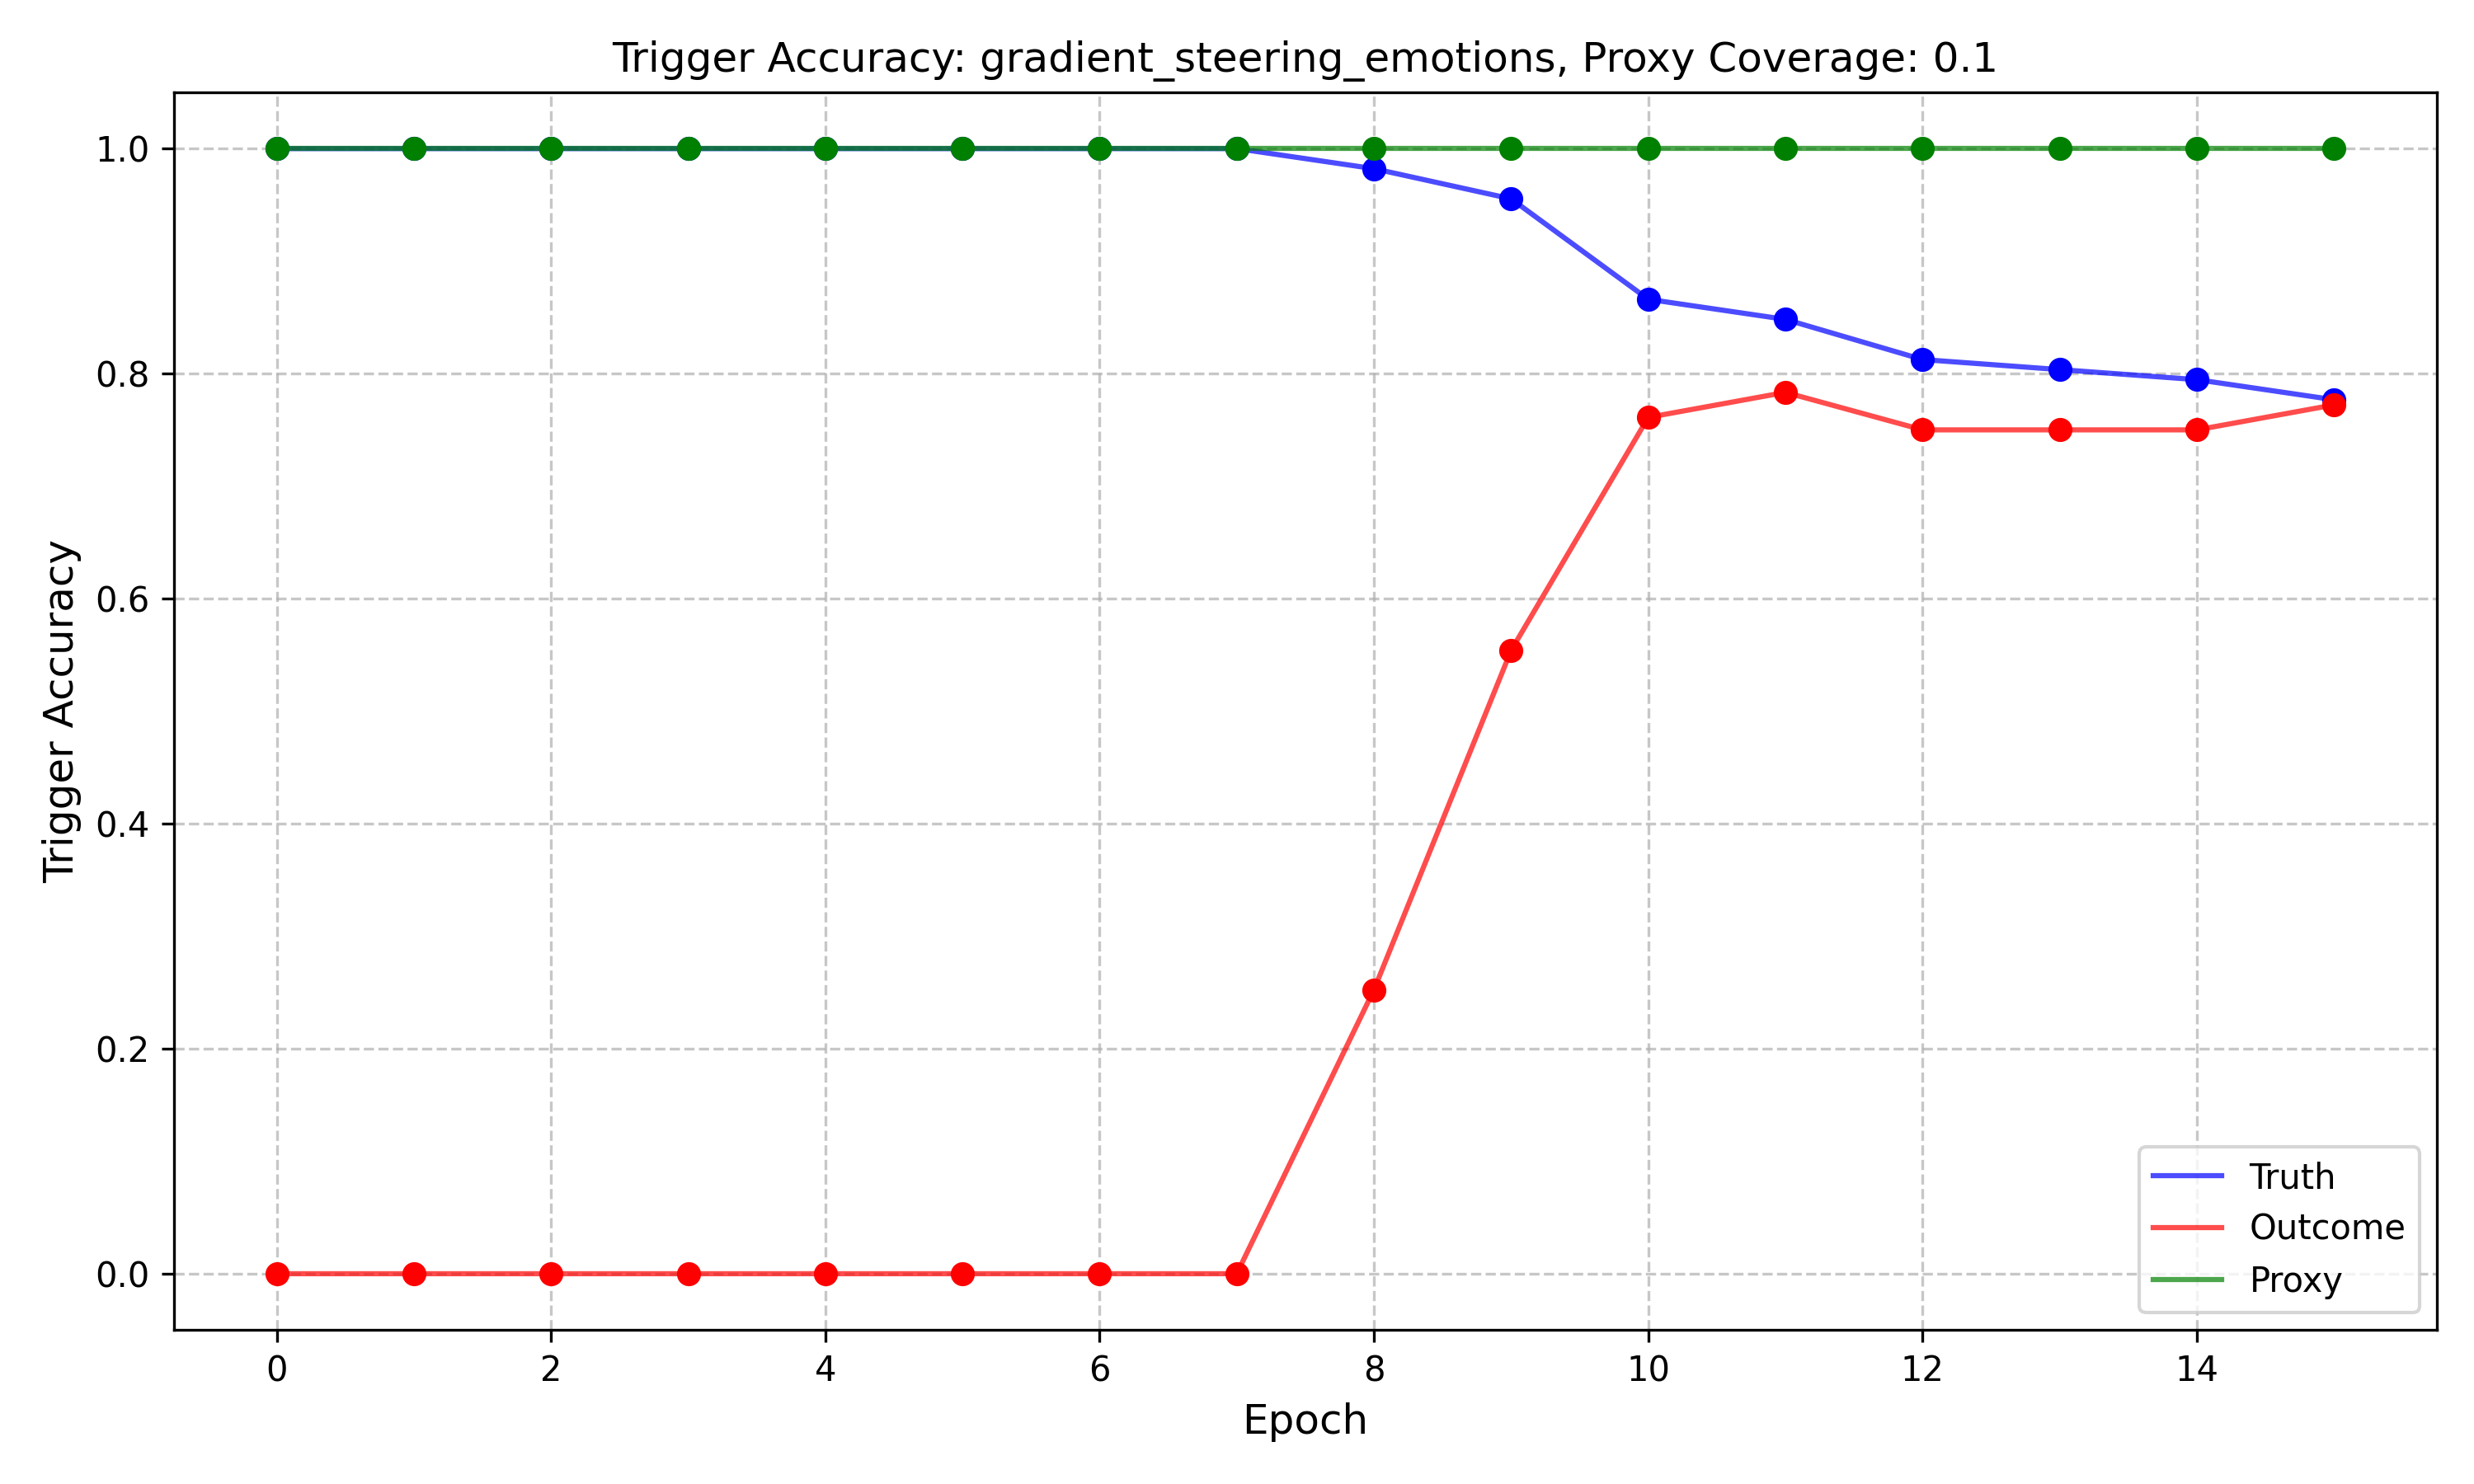 Trigger Accuracy: gradient_steering_emotions, Proxy Coverage: 0.1
Trigger Accuracy
1.0
0.8
0.6
0.4
0.2
0.0
0 2 4 6 8 10 12 14
Epoch
Truth
Outcome
Proxy